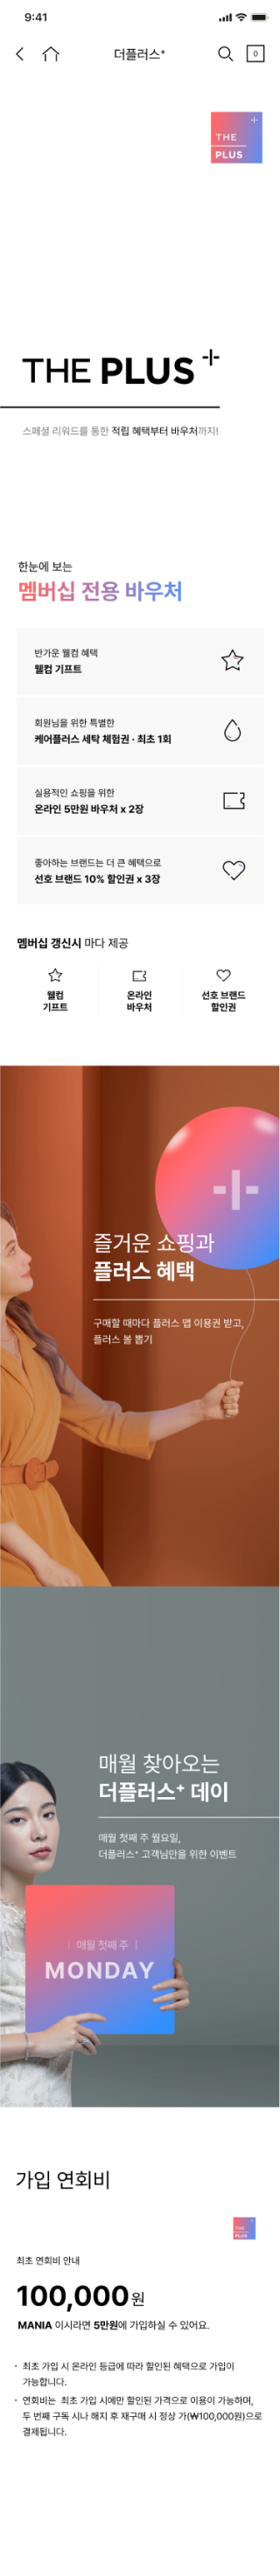 9:41
더플러스⁺
0
THE
PLUS
THE PLUS⁺
스페셜 리워드를 통한 적립 혜택부터 바우처까지!
한눈에 보는
멤버십 전용 바우처
반가운 웰컴 혜택
웰컴 기프트
회원님을 위한 특별한
케어플러스 세탁 체험권 · 최초 1회
실용적인 쇼핑을 위한
온라인 5만원 바우처 x 2장
좋아하는 브랜드는 더 큰 혜택으로
선호 브랜드 10% 할인권 x 3장
멤버십 갱신시 마다 제공
웰컴
기프트
온라인
바우처
선호 브랜드
할인권
즐거운 쇼핑과
플러스 혜택
구매할 때마다 플러스 맵 이용권 받고,
플러스 볼 뽑기
매월 찾아오는
더플러스⁺ 데이
매월 첫째 주 월요일,
더플러스⁺ 고객님만을 위한 이벤트
| 매월 첫째 주 |
MONDAY
가입 연회비
THE
PLUS
최초 연회비 안내
100,000원
MANIA 이시라면 5만원에 가입하실 수 있어요.
· 최초 가입 시 온라인 등급에 따라 할인된 혜택으로 가입이
가능합니다.
· 연회비는 최초 가입 시에만 할인된 가격으로 이용이 가능하며,
두 번째 구독 시나 해지 후 재구매 시 정상 가(₩100,000원)으로
결제됩니다.